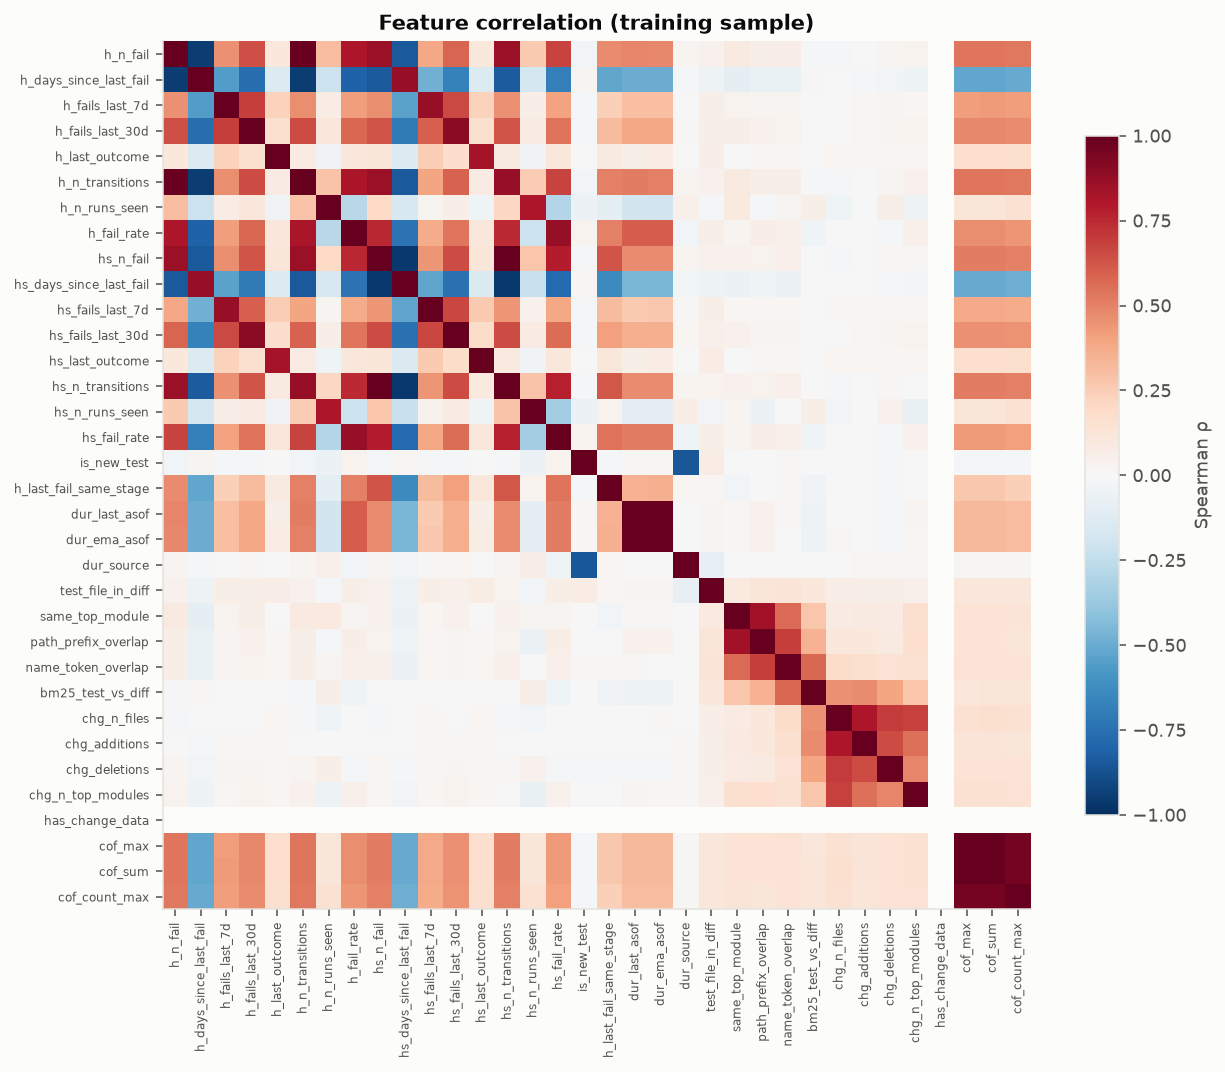 Feature correlation (training sample)
h_n_fail
h_days_since_last_fail
h_fails_last_7d
h_fails_last_30d
h_last_outcome
h_n_transitions
h_n_runs_seen
h_fail_rate
hs_n_fail
hs_days_since_last_fail
hs_fails_last_7d
hs_fails_last_30d
hs_last_outcome
hs_n_transitions
hs_n_runs_seen
hs_fail_rate
is_new_test
h_last_fail_same_stage
dur_last_asof
dur_ema_asof
dur_source
test_file_in_diff
same_top_module
path_prefix_overlap
name_token_overlap
bm25_test_vs_diff
chg_n_files
chg_additions
chg_deletions
chg_n_top_modules
has_change_data
cof_max
cof_sum
cof_count_max
h_n_fail
h_days_since_last_fail
h_fails_last_7d
h_fails_last_30d
h_last_outcome
h_n_transitions
h_n_runs_seen
h_fail_rate
hs_n_fail
hs_days_since_last_fail
hs_fails_last_7d
hs_fails_last_30d
hs_last_outcome
hs_n_transitions
hs_n_runs_seen
hs_fail_rate
is_new_test
h_last_fail_same_stage
dur_last_asof
dur_ema_asof
dur_source
test_file_in_diff
same_top_module
path_prefix_overlap
name_token_overlap
bm25_test_vs_diff
chg_n_files
chg_additions
chg_deletions
chg_n_top_modules
has_change_data
cof_max
cof_sum
cof_count_max
1.00
0.75
0.50
0.25
0.00
−0.25
−0.50
−0.75
−1.00
Spearman ρ